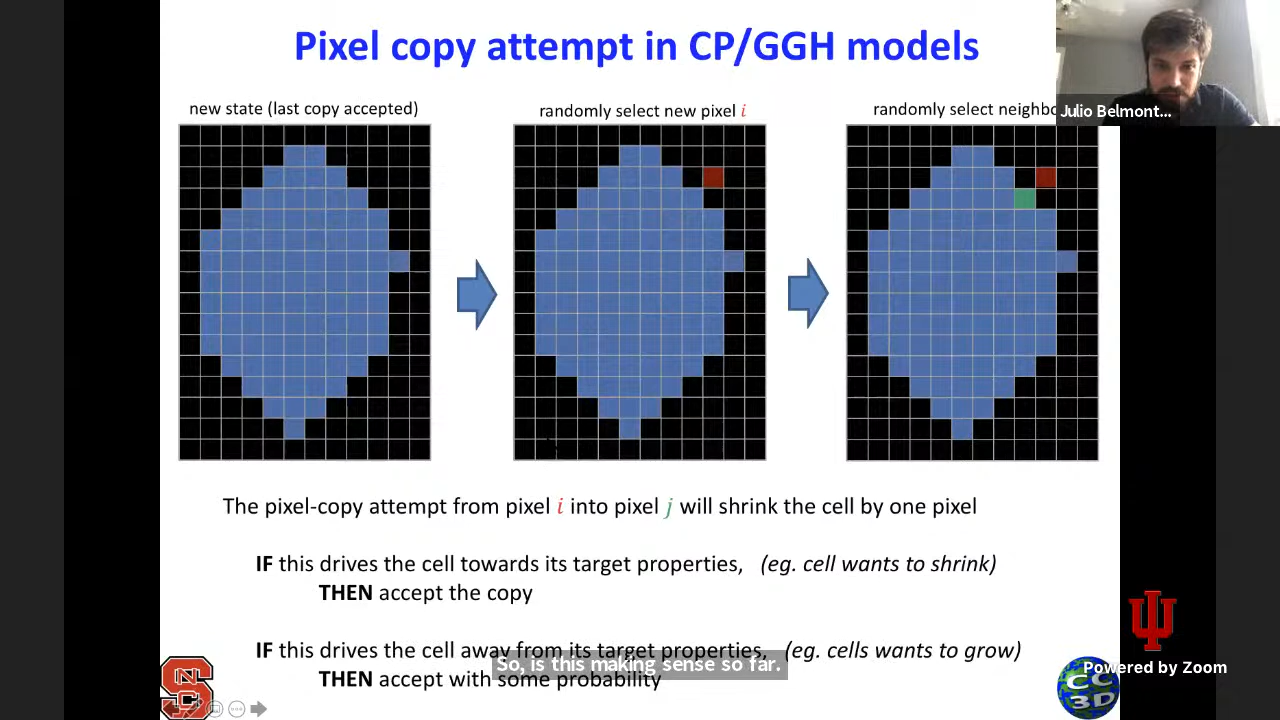 Pixel copy attempt in CP/GGH models
Julio Belmont...
new state (last copy accepted)
randomly select new pixel i
randomly select neighbo
The pixel-copy attempt from pixel i into pixel j will shrink the cell by one pixel
IF this drives the cell towards its target properties, (eg. cell wants to shrink)
THEN accept the copy
IF this drives the cell away from its target properties, (eg. cells wants to grow)
So, is this making sense so far.
THEN accept with some probability
Powered by Zoom
S
CC
3D